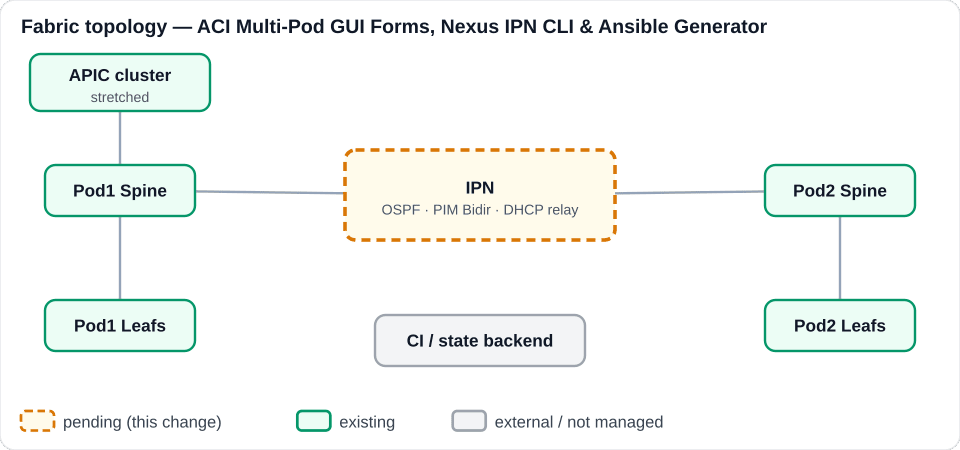 Fabric topology — ACI Multi-Pod GUI Forms, Nexus IPN CLI & Ansible Generator
APIC cluster
stretched
Pod1 Spine
IPN
OSPF · PIM Bidir · DHCP relay
Pod2 Spine
Pod1 Leafs
CI / state backend
Pod2 Leafs
pending (this change)
existing
external / not managed